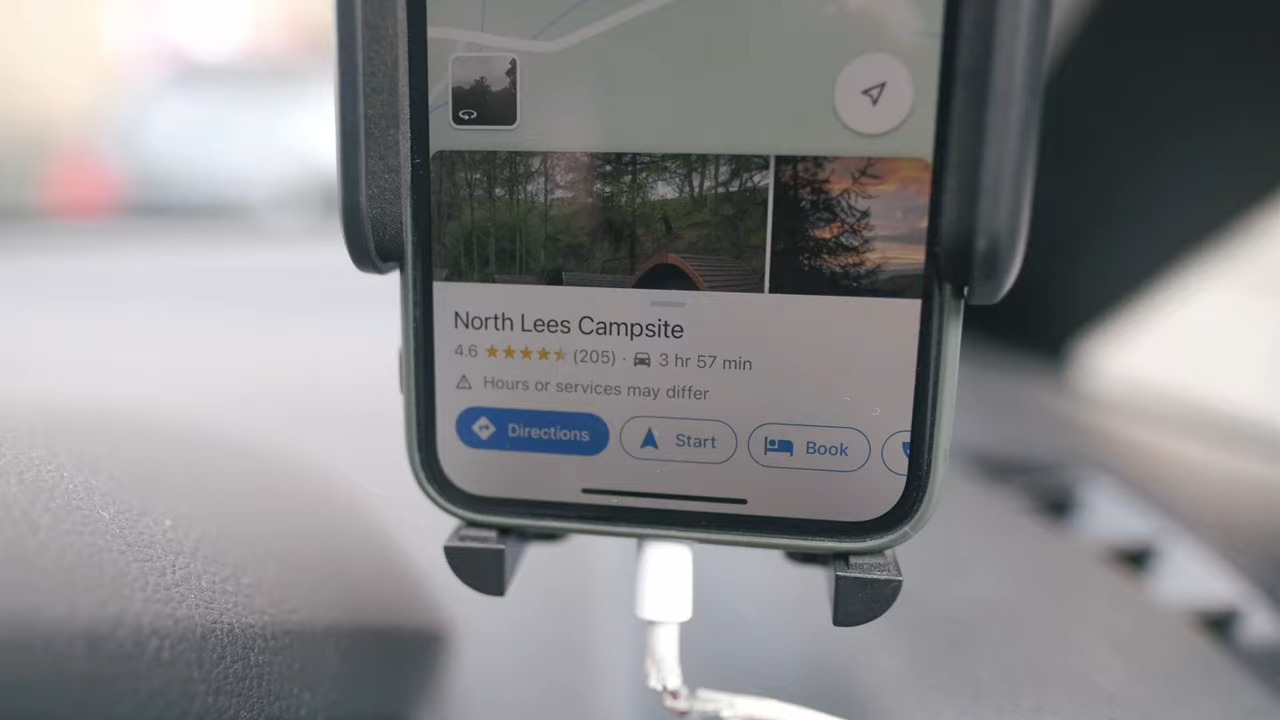 North Lees Campsite
4.6 (205) · 3 hr 57 min
Hours or services may differ
Directions Start Book